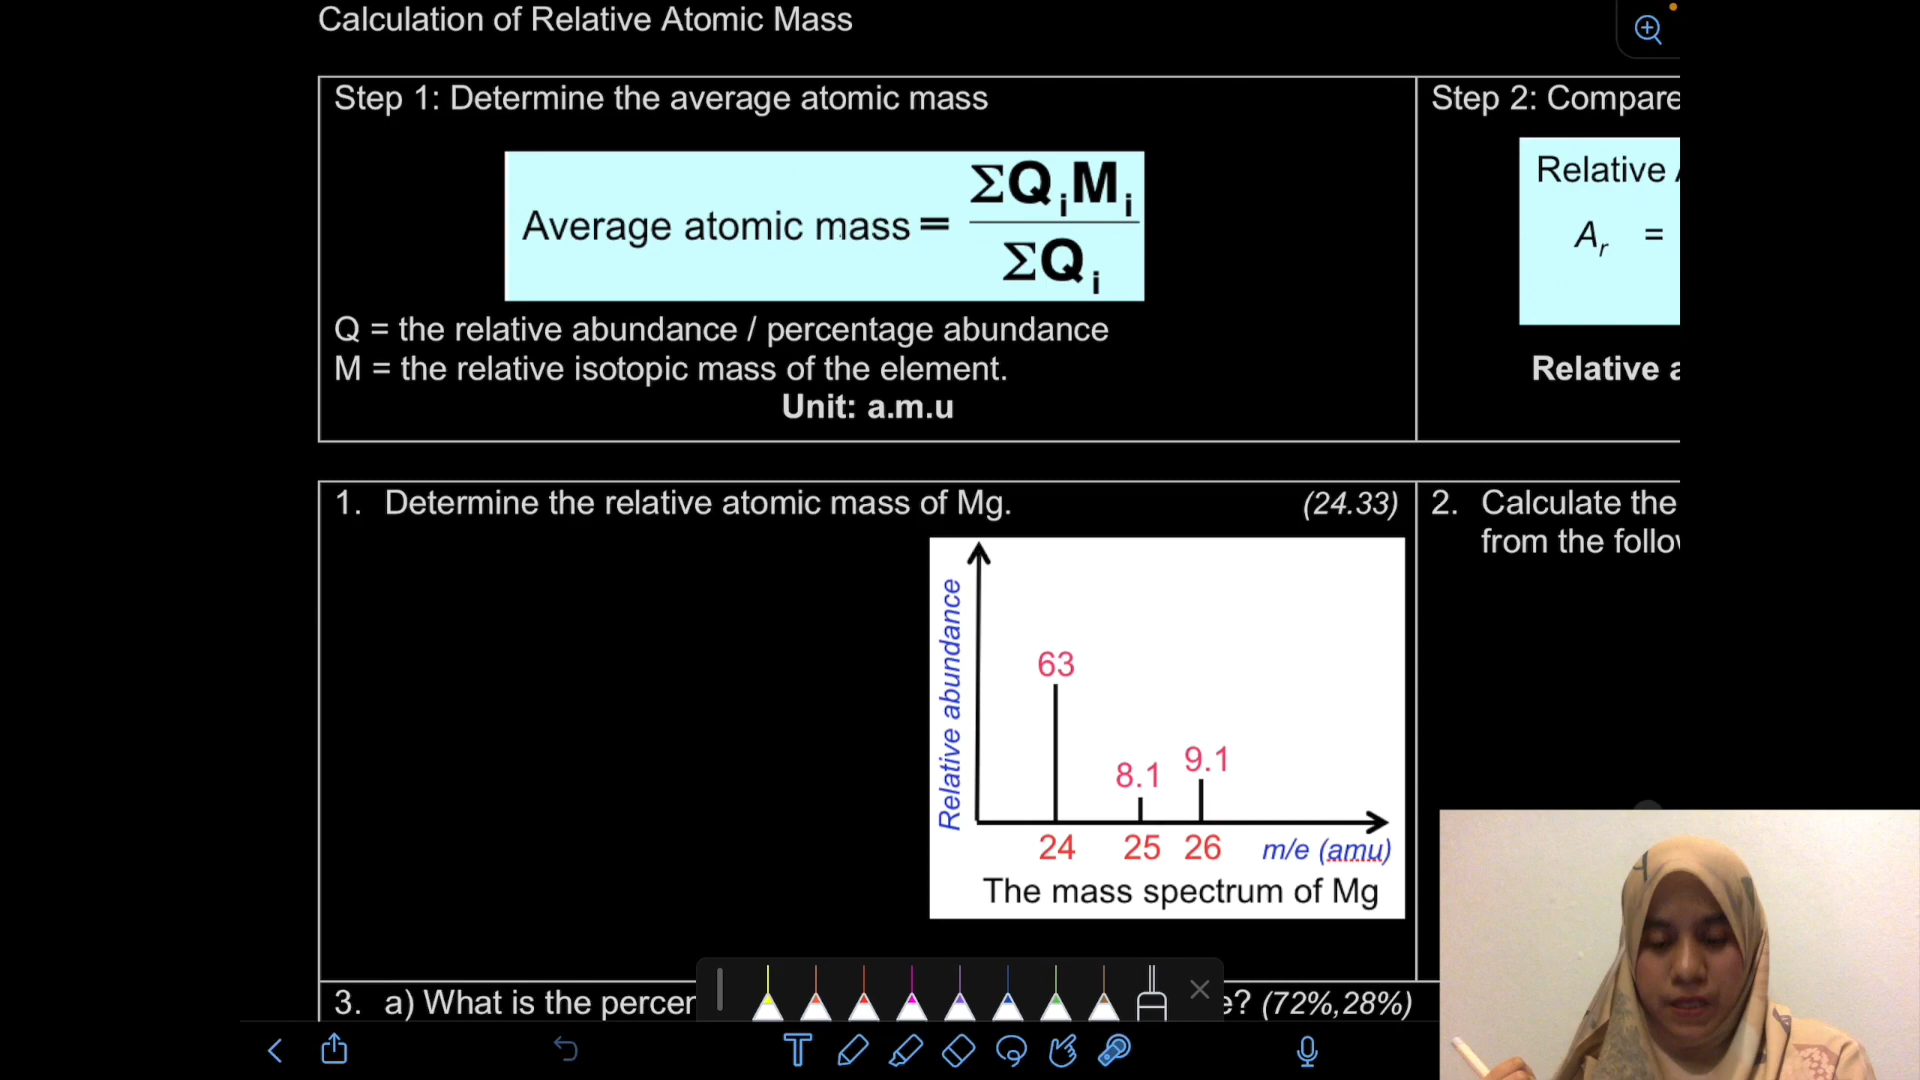 Calculation of Relative Atomic Mass
Step 1: Determine the average atomic mass
Average atomic mass = ΣQᵢMᵢ / ΣQᵢ
Q = the relative abundance / percentage abundance
M = the relative isotopic mass of the element.
Unit: a.m.u
Step 2: Compare
Relative
Aᵣ =
Relative a
1. Determine the relative atomic mass of Mg. (24.33)
Relative abundance
63
8.1
9.1
24 25 26 m/e (amu)
The mass spectrum of Mg
2. Calculate the
from the follow
3. a) What is the percen
e? (72%,28%)
T